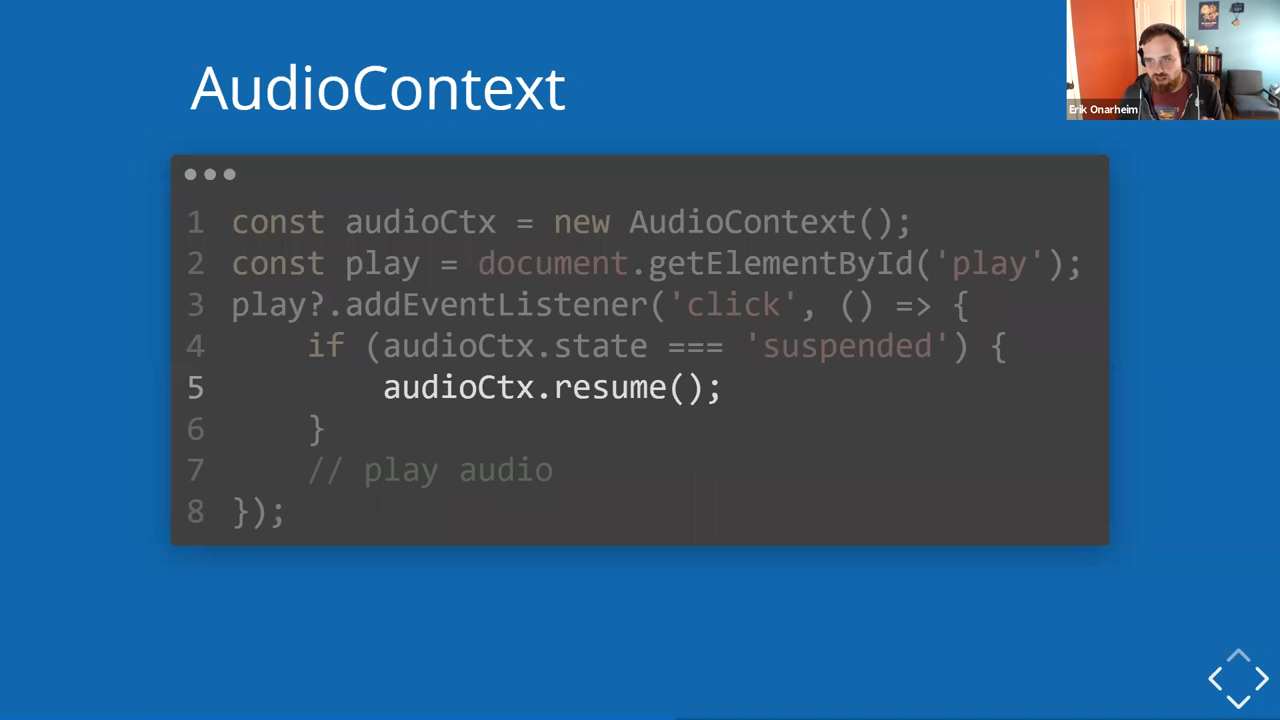 AudioContext
Erik Onarheim
1 const audioCtx = new AudioContext();
2 const play = document.getElementById('play');
3 play?.addEventListener('click', () => {
4     if (audioCtx.state === 'suspended') {
5         audioCtx.resume();
6     }
7     // play audio
8 });